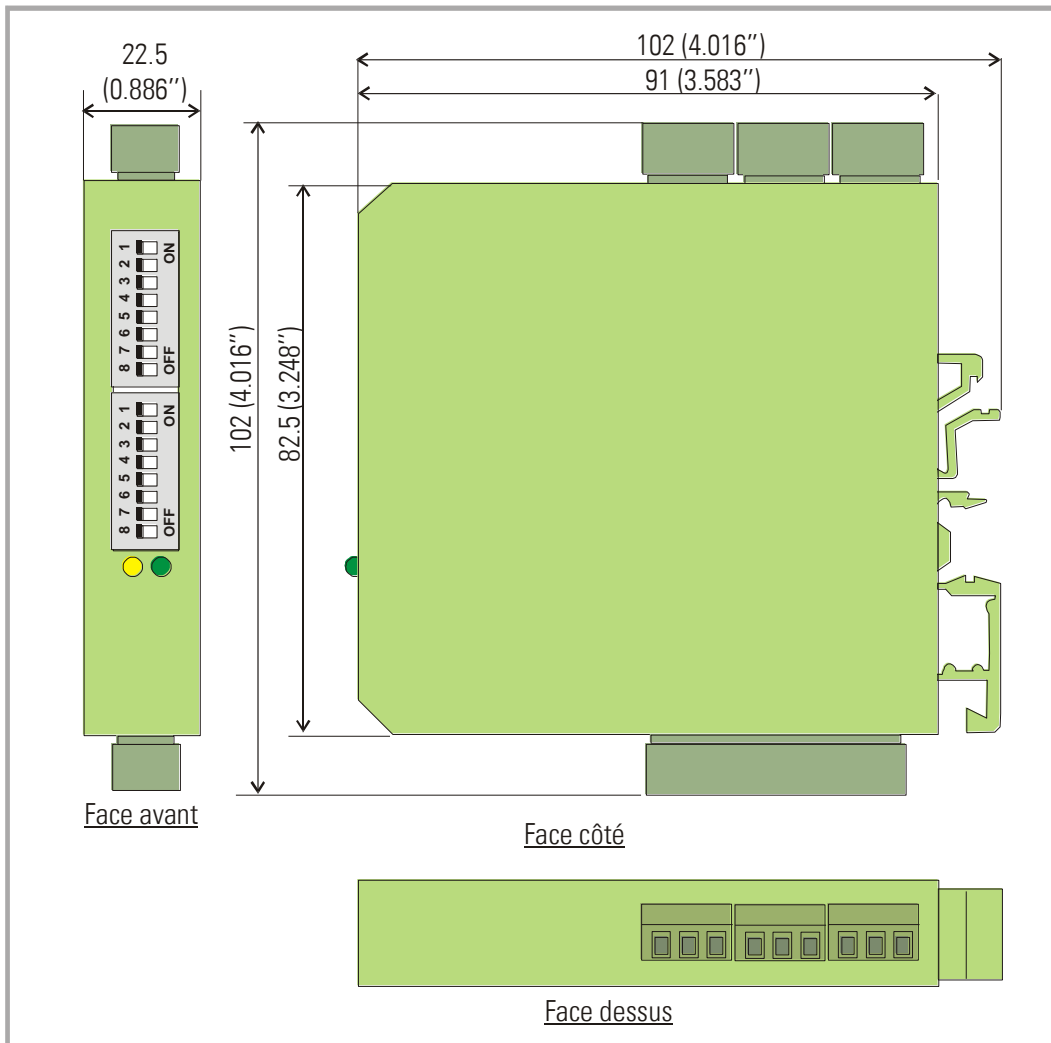 22.5
(0.886″)
102 (4.016″)
91 (3.583″)
102 (4.016″)
82.5 (3.248″)
1 2 3 4 5 6 7 8
ON
OFF
1 2 3 4 5 6 7 8
ON
OFF
Face avant
Face côté
Face dessus